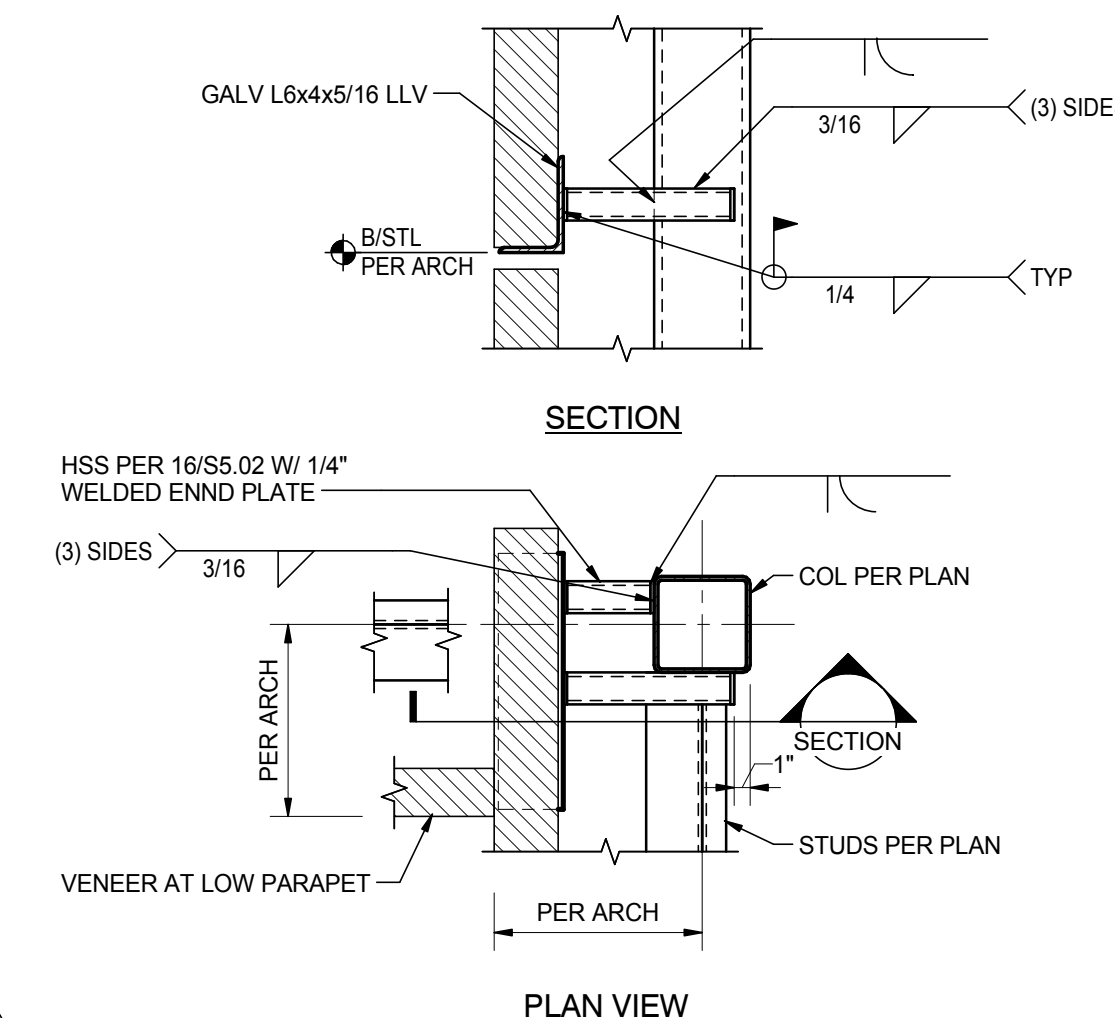 GALV L6x4x5/16 LLV
3/16
(3) SIDE
B/STL
PER ARCH
1/4
TYP
SECTION
HSS PER 16/S5.02 W/ 1/4"
WELDED ENND PLATE
(3) SIDES
3/16
COL PER PLAN
PER ARCH
SECTION
1"
STUDS PER PLAN
VENEER AT LOW PARAPET
PER ARCH
PLAN VIEW